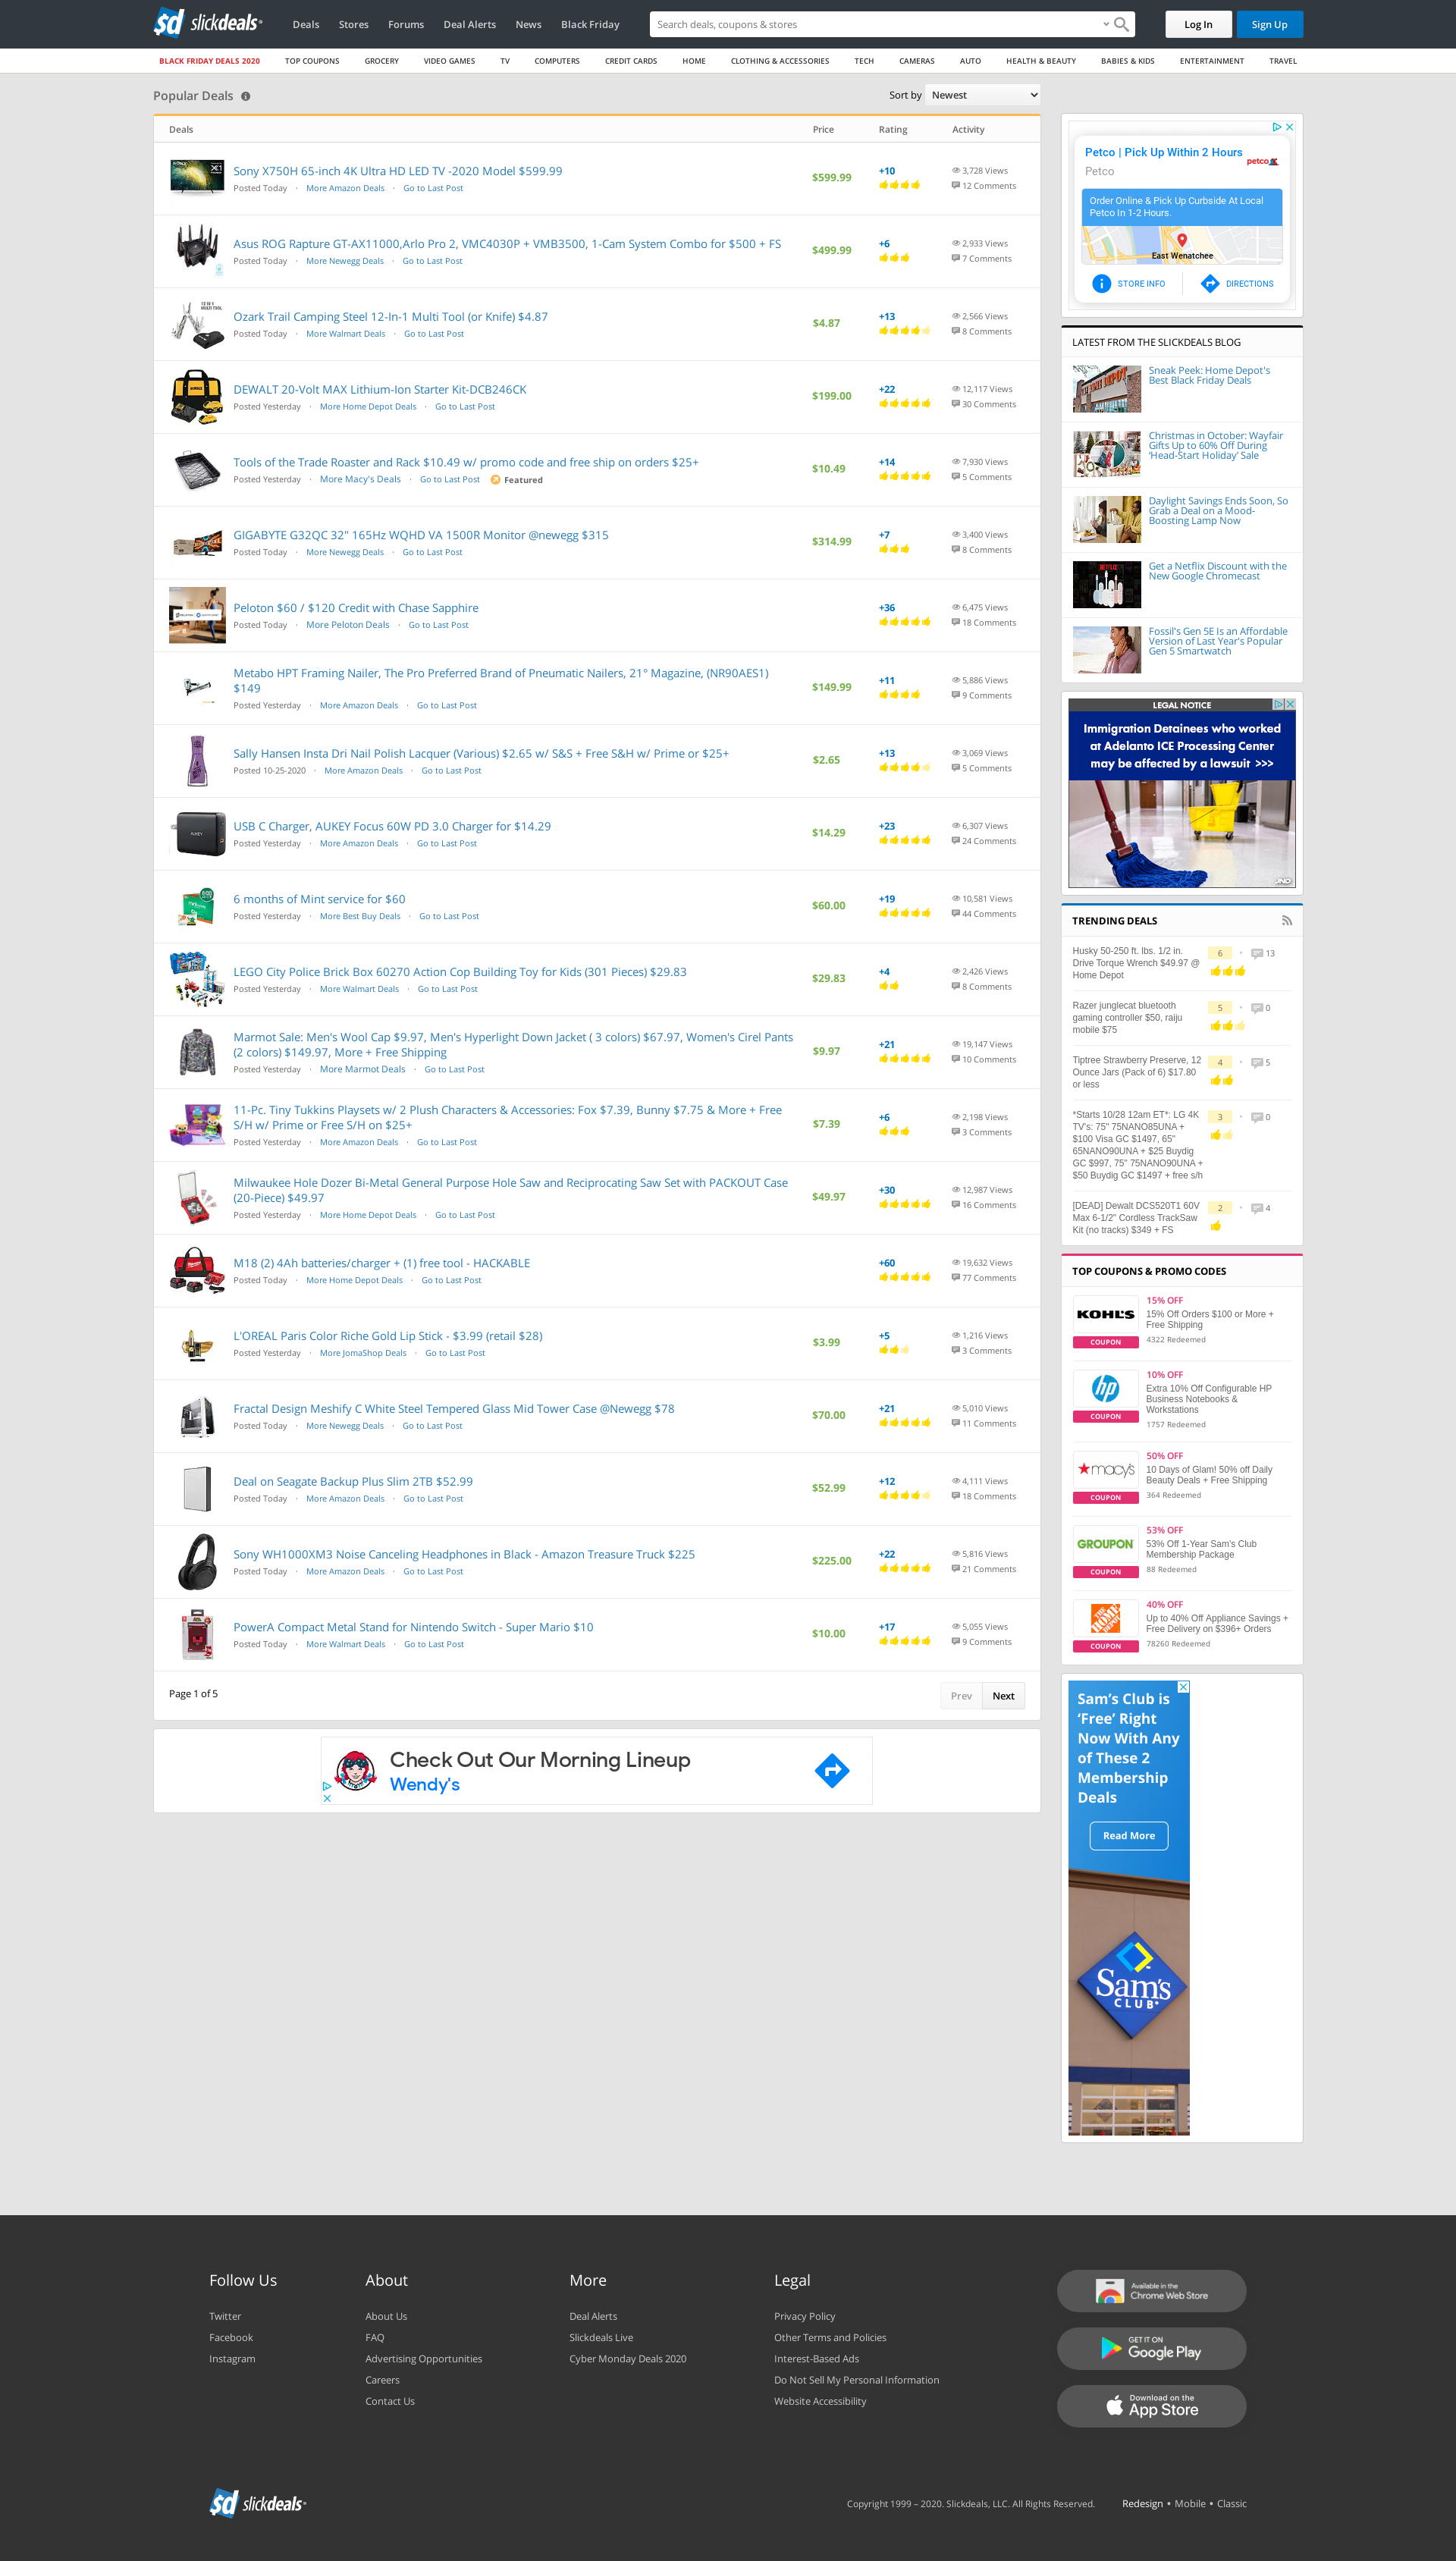 sd slickdeals
Deals Stores Forums Deal Alerts News Black Friday
Search deals, coupons & stores
Log In Sign Up
BLACK FRIDAY DEALS 2020 TOP COUPONS GROCERY VIDEO GAMES TV COMPUTERS CREDIT CARDS HOME CLOTHING & ACCESSORIES TECH CAMERAS AUTO HEALTH & BEAUTY BABIES & KIDS ENTERTAINMENT TRAVEL
Popular Deals
Sort by Newest
Deals Price Rating Activity
Sony X750H 65-inch 4K Ultra HD LED TV -2020 Model $599.99
Posted Today · More Amazon Deals · Go to Last Post
$599.99
+10
3,728 Views
12 Comments
Asus ROG Rapture GT-AX11000,Arlo Pro 2, VMC4030P + VMB3500, 1-Cam System Combo for $500 + FS
Posted Today · More Newegg Deals · Go to Last Post
$499.99
+6
2,933 Views
7 Comments
Ozark Trail Camping Steel 12-In-1 Multi Tool (or Knife) $4.87
Posted Today · More Walmart Deals · Go to Last Post
$4.87
+13
2,566 Views
8 Comments
DEWALT 20-Volt MAX Lithium-Ion Starter Kit-DCB246CK
Posted Yesterday · More Home Depot Deals · Go to Last Post
$199.00
+22
12,117 Views
30 Comments
Tools of the Trade Roaster and Rack $10.49 w/ promo code and free ship on orders $25+
Posted Yesterday · More Macy's Deals · Go to Last Post Featured
$10.49
+14
7,930 Views
5 Comments
GIGABYTE G32QC 32" 165Hz WQHD VA 1500R Monitor @newegg $315
Posted Today · More Newegg Deals · Go to Last Post
$314.99
+7
3,400 Views
8 Comments
Peloton $60 / $120 Credit with Chase Sapphire
Posted Today · More Peloton Deals · Go to Last Post
+36
6,475 Views
18 Comments
Metabo HPT Framing Nailer, The Pro Preferred Brand of Pneumatic Nailers, 21° Magazine, (NR90AES1)
$149
Posted Yesterday · More Amazon Deals · Go to Last Post
$149.99
+11
5,886 Views
9 Comments
Sally Hansen Insta Dri Nail Polish Lacquer (Various) $2.65 w/ S&S + Free S&H w/ Prime or $25+
Posted 10-25-2020 · More Amazon Deals · Go to Last Post
$2.65
+13
3,069 Views
5 Comments
USB C Charger, AUKEY Focus 60W PD 3.0 Charger for $14.29
Posted Yesterday · More Amazon Deals · Go to Last Post
$14.29
+23
6,307 Views
24 Comments
6 months of Mint service for $60
Posted Yesterday · More Best Buy Deals · Go to Last Post
$60.00
+19
10,581 Views
44 Comments
LEGO City Police Brick Box 60270 Action Cop Building Toy for Kids (301 Pieces) $29.83
Posted Yesterday · More Walmart Deals · Go to Last Post
$29.83
+4
2,426 Views
8 Comments
Marmot Sale: Men's Wool Cap $9.97, Men's Hyperlight Down Jacket ( 3 colors) $67.97, Women's Cirel Pants
(2 colors) $149.97, More + Free Shipping
Posted Yesterday · More Marmot Deals · Go to Last Post
$9.97
+21
19,147 Views
10 Comments
11-Pc. Tiny Tukkins Playsets w/ 2 Plush Characters & Accessories: Fox $7.39, Bunny $7.75 & More + Free
S/H w/ Prime or Free S/H on $25+
Posted Yesterday · More Amazon Deals · Go to Last Post
$7.39
+6
2,198 Views
3 Comments
Milwaukee Hole Dozer Bi-Metal General Purpose Hole Saw and Reciprocating Saw Set with PACKOUT Case
(20-Piece) $49.97
Posted Yesterday · More Home Depot Deals · Go to Last Post
$49.97
+30
12,987 Views
16 Comments
M18 (2) 4Ah batteries/charger + (1) free tool - HACKABLE
Posted Today · More Home Depot Deals · Go to Last Post
+60
19,632 Views
77 Comments
L'OREAL Paris Color Riche Gold Lip Stick - $3.99 (retail $28)
Posted Yesterday · More JomaShop Deals · Go to Last Post
$3.99
+5
1,216 Views
3 Comments
Fractal Design Meshify C White Steel Tempered Glass Mid Tower Case @Newegg $78
Posted Today · More Newegg Deals · Go to Last Post
$70.00
+21
5,010 Views
11 Comments
Deal on Seagate Backup Plus Slim 2TB $52.99
Posted Today · More Amazon Deals · Go to Last Post
$52.99
+12
4,111 Views
18 Comments
Sony WH1000XM3 Noise Canceling Headphones in Black - Amazon Treasure Truck $225
Posted Today · More Amazon Deals · Go to Last Post
$225.00
+22
5,816 Views
21 Comments
PowerA Compact Metal Stand for Nintendo Switch - Super Mario $10
Posted Today · More Walmart Deals · Go to Last Post
$10.00
+17
5,055 Views
9 Comments
Page 1 of 5
Prev Next
Check Out Our Morning Lineup
Wendy's
Petco | Pick Up Within 2 Hours
Petco
petco
Order Online & Pick Up Curbside At Local
Petco In 1-2 Hours.
East Wenatchee
STORE INFO DIRECTIONS
LATEST FROM THE SLICKDEALS BLOG
Sneak Peek: Home Depot's
Best Black Friday Deals
Christmas in October: Wayfair
Gifts Up to 60% Off During
'Head-Start Holiday' Sale
Daylight Savings Ends Soon, So
Grab a Deal on a Mood-
Boosting Lamp Now
NETFLIX
Get a Netflix Discount with the
New Google Chromecast
Fossil's Gen 5E Is an Affordable
Version of Last Year's Popular
Gen 5 Smartwatch
LEGAL NOTICE
Immigration Detainees who worked
at Adelanto ICE Processing Center
may be affected by a lawsuit >>>
JND
TRENDING DEALS
Husky 50-250 ft. lbs. 1/2 in.
Drive Torque Wrench $49.97 @
Home Depot
6 • 13
Razer junglecat bluetooth
gaming controller $50, raiju
mobile $75
5 • 0
Tiptree Strawberry Preserve, 12
Ounce Jars (Pack of 6) $17.80
or less
4 • 5
*Starts 10/28 12am ET*: LG 4K
TV's: 75" 75NANO85UNA +
$100 Visa GC $1497, 65"
65NANO90UNA + $25 Buydig
GC $997, 75" 75NANO90UNA +
$50 Buydig GC $1497 + free s/h
3 • 0
[DEAD] Dewalt DCS520T1 60V
Max 6-1/2" Cordless TrackSaw
Kit (no tracks) $349 + FS
2 • 4
TOP COUPONS & PROMO CODES
KOHL'S
COUPON
15% OFF
15% Off Orders $100 or More +
Free Shipping
4322 Redeemed
hp
COUPON
10% OFF
Extra 10% Off Configurable HP
Business Notebooks &
Workstations
1757 Redeemed
macy's
COUPON
50% OFF
10 Days of Glam! 50% off Daily
Beauty Deals + Free Shipping
364 Redeemed
GROUPON
COUPON
53% OFF
53% Off 1-Year Sam's Club
Membership Package
88 Redeemed
THE HOME DEPOT
COUPON
40% OFF
Up to 40% Off Appliance Savings +
Free Delivery on $396+ Orders
78260 Redeemed
Sam's Club is
'Free' Right
Now With Any
of These 2
Membership
Deals
Read More
Sam's
CLUB
Follow Us
Twitter
Facebook
Instagram
About
About Us
FAQ
Advertising Opportunities
Careers
Contact Us
More
Deal Alerts
Slickdeals Live
Cyber Monday Deals 2020
Legal
Privacy Policy
Other Terms and Policies
Interest-Based Ads
Do Not Sell My Personal Information
Website Accessibility
Available in the
Chrome Web Store
GET IT ON
Google Play
Download on the
App Store
sd slickdeals
Copyright 1999 – 2020. Slickdeals, LLC. All Rights Reserved.
Redesign • Mobile • Classic